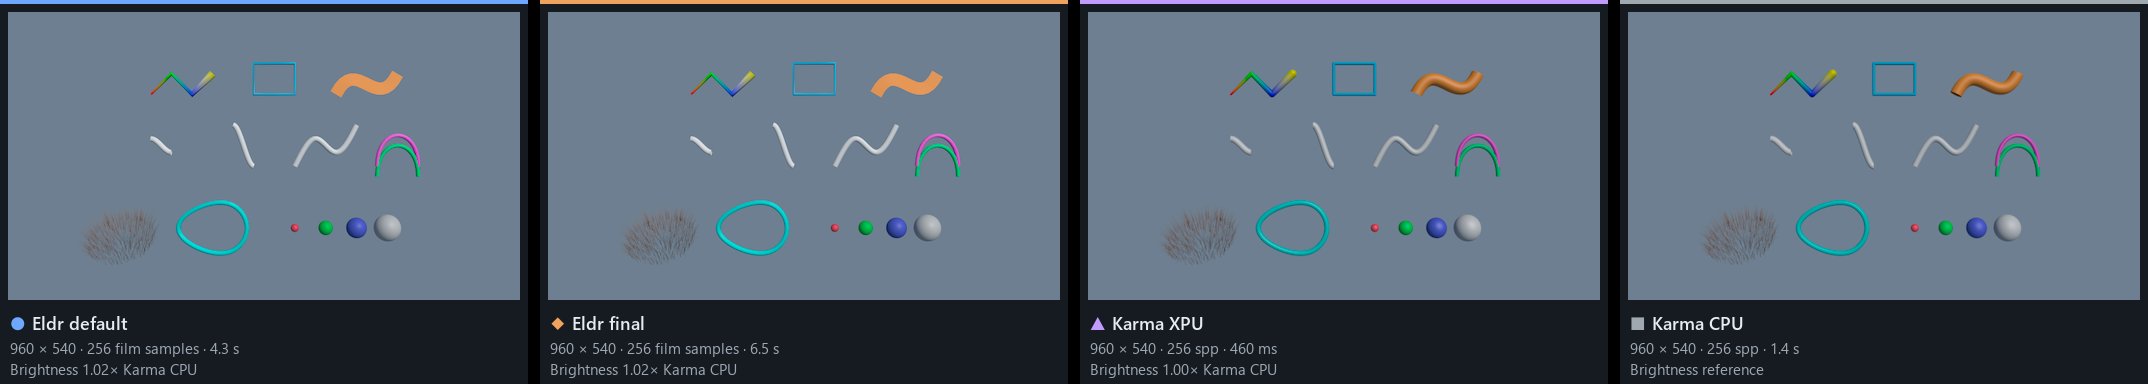 Eldr default
960 × 540 · 256 film samples · 4.3 s
Brightness 1.02× Karma CPU
Eldr final
960 × 540 · 256 film samples · 6.5 s
Brightness 1.02× Karma CPU
Karma XPU
960 × 540 · 256 spp · 460 ms
Brightness 1.00× Karma CPU
Karma CPU
960 × 540 · 256 spp · 1.4 s
Brightness reference